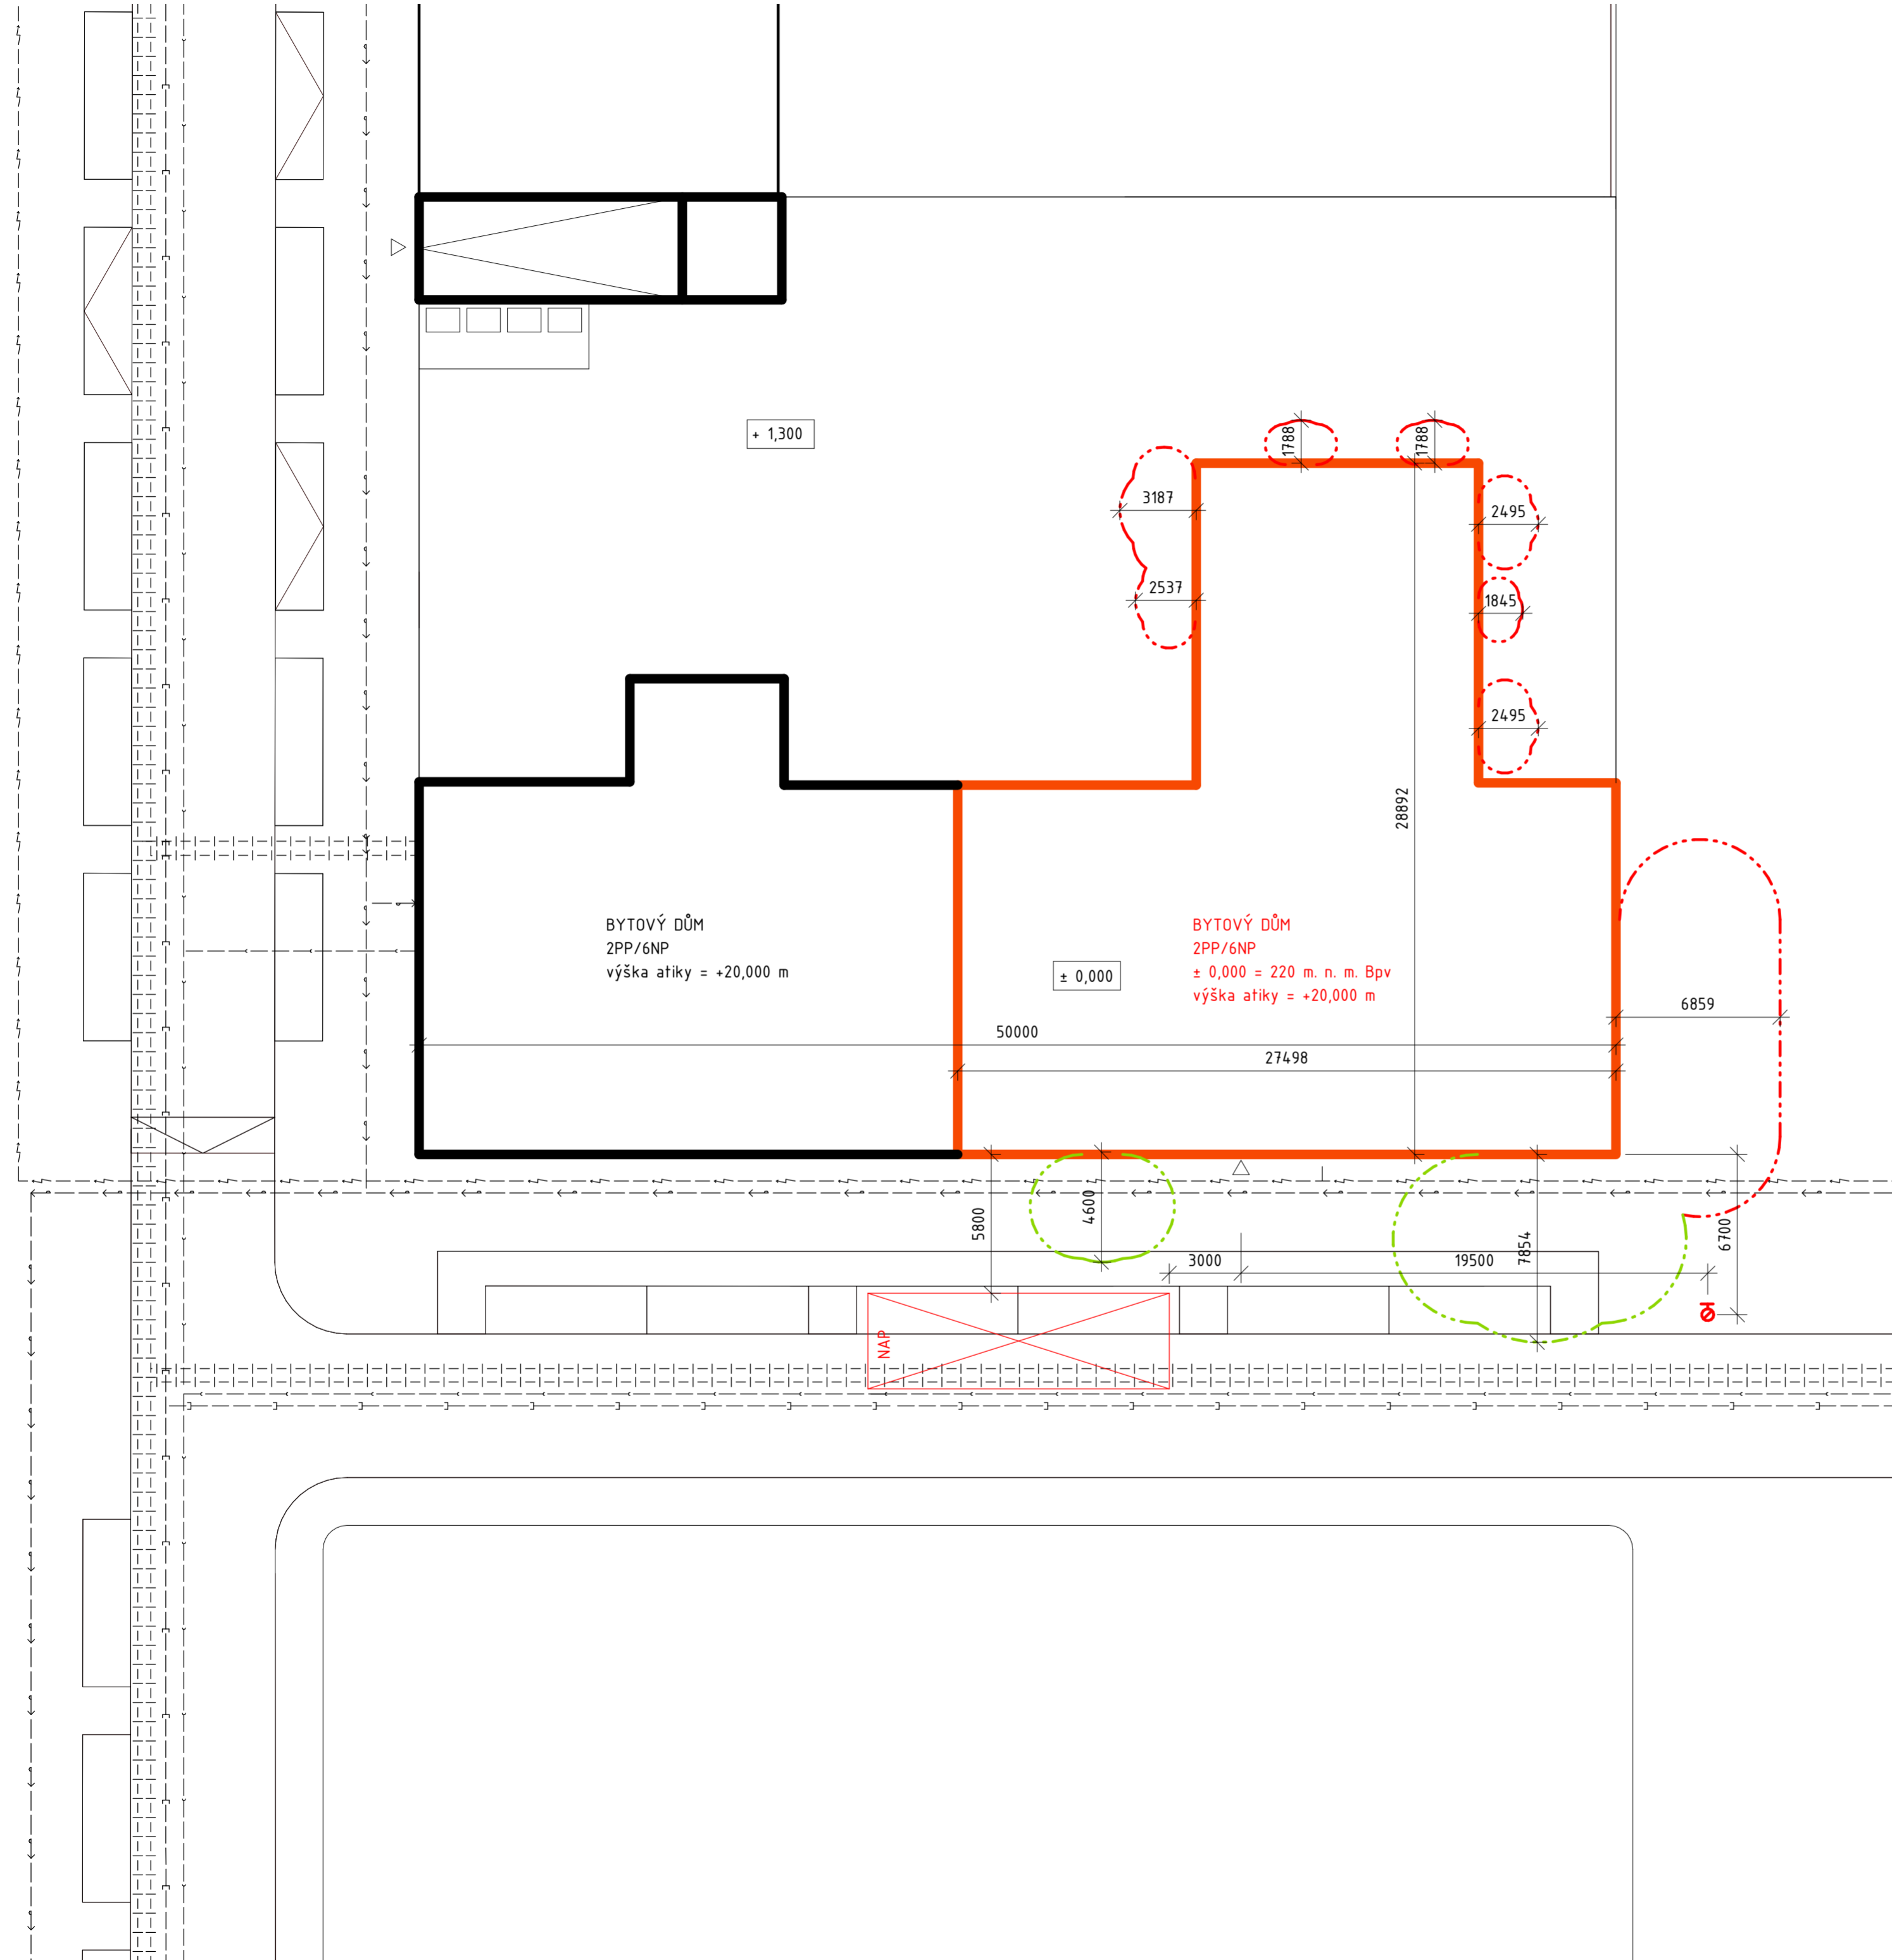 + 1,300
1788
1788
3187
2495
2537
1845
2495
28892
BYTOVÝ DŮM
2PP/6NP
výška atiky = +20,000 m
BYTOVÝ DŮM
2PP/6NP
± 0,000 = 220 m. n. m. Bpv
výška atiky = +20,000 m
± 0,000
6859
50000
27498
5800
4600
3000
19500
7854
6700
NAP
H